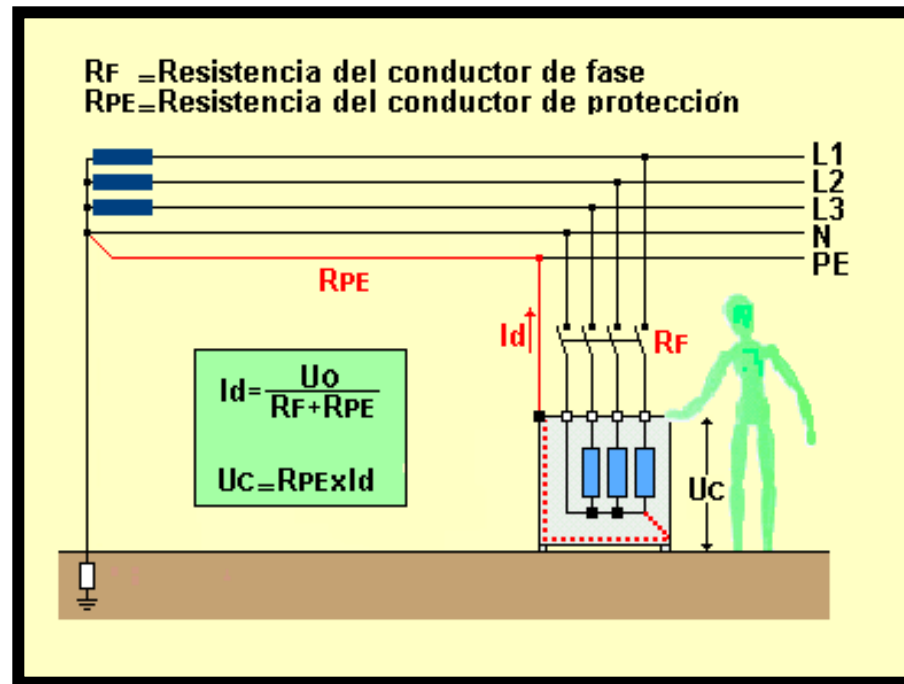 RF =Resistencia del conductor de fase
RPE=Resistencia del conductor de protección
L1
L2
L3
N
PE
RPE
Id
RF
Id= Uo
RF+RPE
Uc=RPExId
Uc